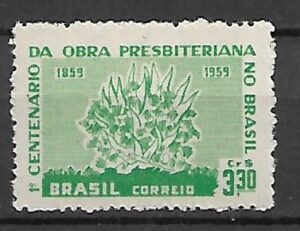 1º CENTENÁRIO DA OBRA PRESBITERIANA NO BRASIL
1859 1959
BRASIL CORREIO
Cr$
3,30